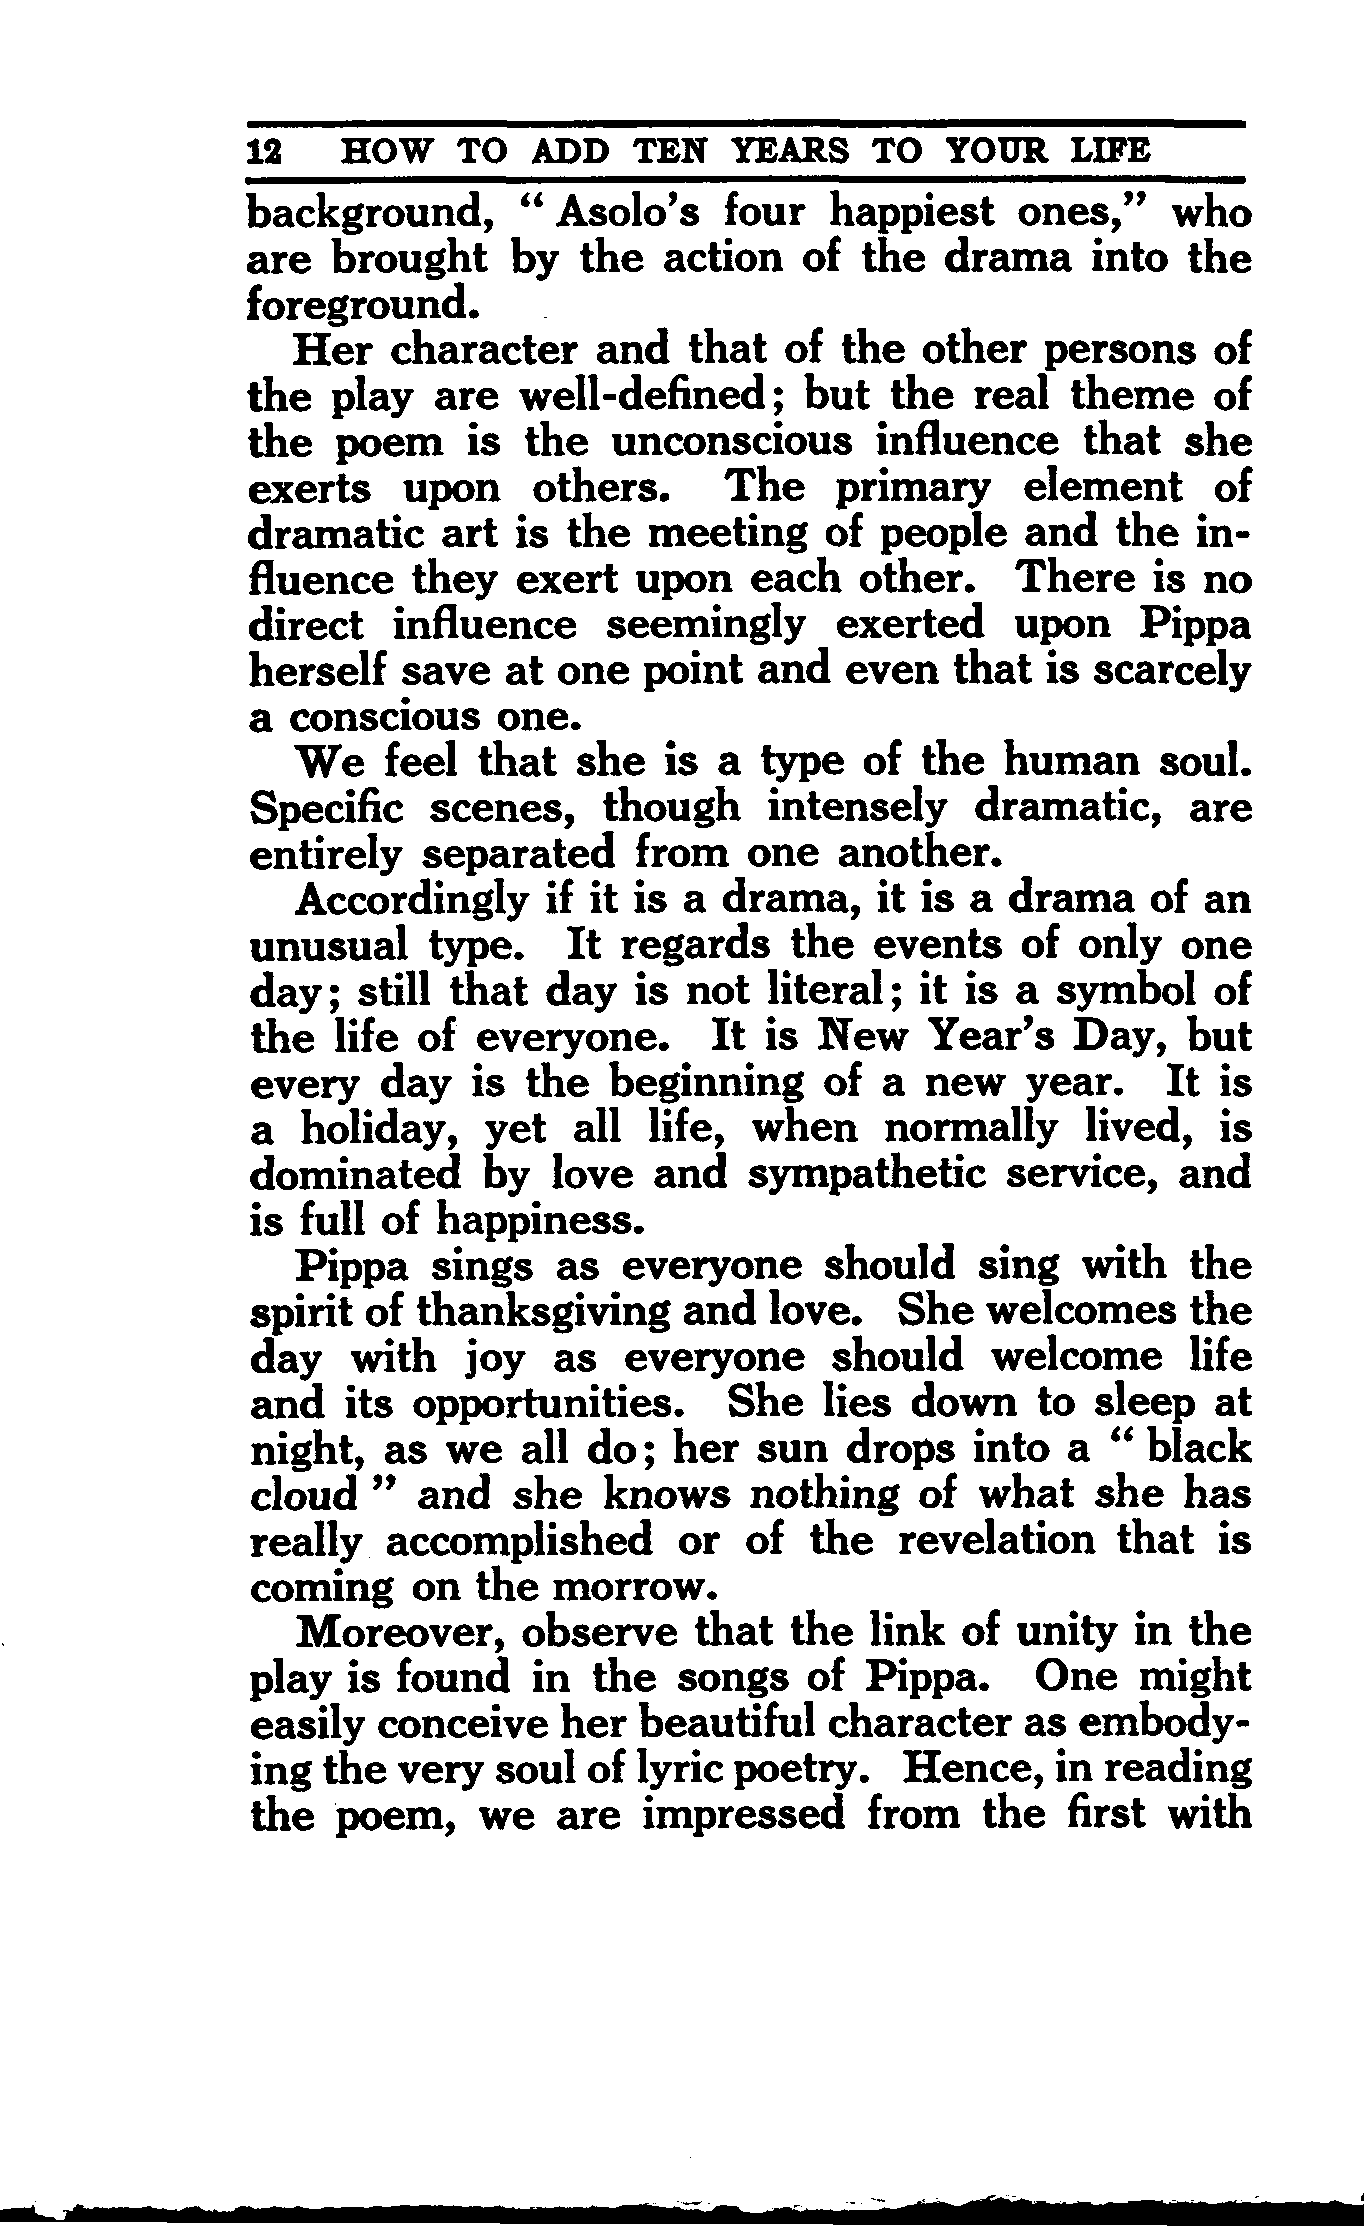 12 HOW TO ADD TEN YEARS TO YOUR LIFE
background, “ Asolo’s four happiest ones,” who
are brought by the action of the drama into the
foreground.
Her character and that of the other persons of
the play are well-defined; but the real theme of
the poem is the unconscious influence that she
exerts upon others. The primary element of
dramatic art is the meeting of people and the in-
fluence they exert upon each other. There is no
direct influence seemingly exerted upon Pippa
herself save at one point and even that is scarcely
a conscious one.
We feel that she is a type of the human soul.
Specific scenes, though intensely dramatic, are
entirely separated from one another.
Accordingly if it is a drama, it is a drama of an
unusual type. It regards the events of only one
day; still that day is not literal; it is a symbol of
the life of everyone. It is New Year’s Day, but
every day is the beginning of a new year. It is
a holiday, yet all life, when normally lived, is
dominated by love and sympathetic service, and
is full of happiness.
Pippa sings as everyone should sing with the
spirit of thanksgiving and love. She welcomes the
day with joy as everyone should welcome life
and its opportunities. She lies down to sleep at
night, as we all do; her sun drops into a “ black
cloud ” and she knows nothing of what she has
really accomplished or of the revelation that is
coming on the morrow.
Moreover, observe that the link of unity in the
play is found in the songs of Pippa. One might
easily conceive her beautiful character as embody-
ing the very soul of lyric poetry. Hence, in reading
the poem, we are impressed from the first with